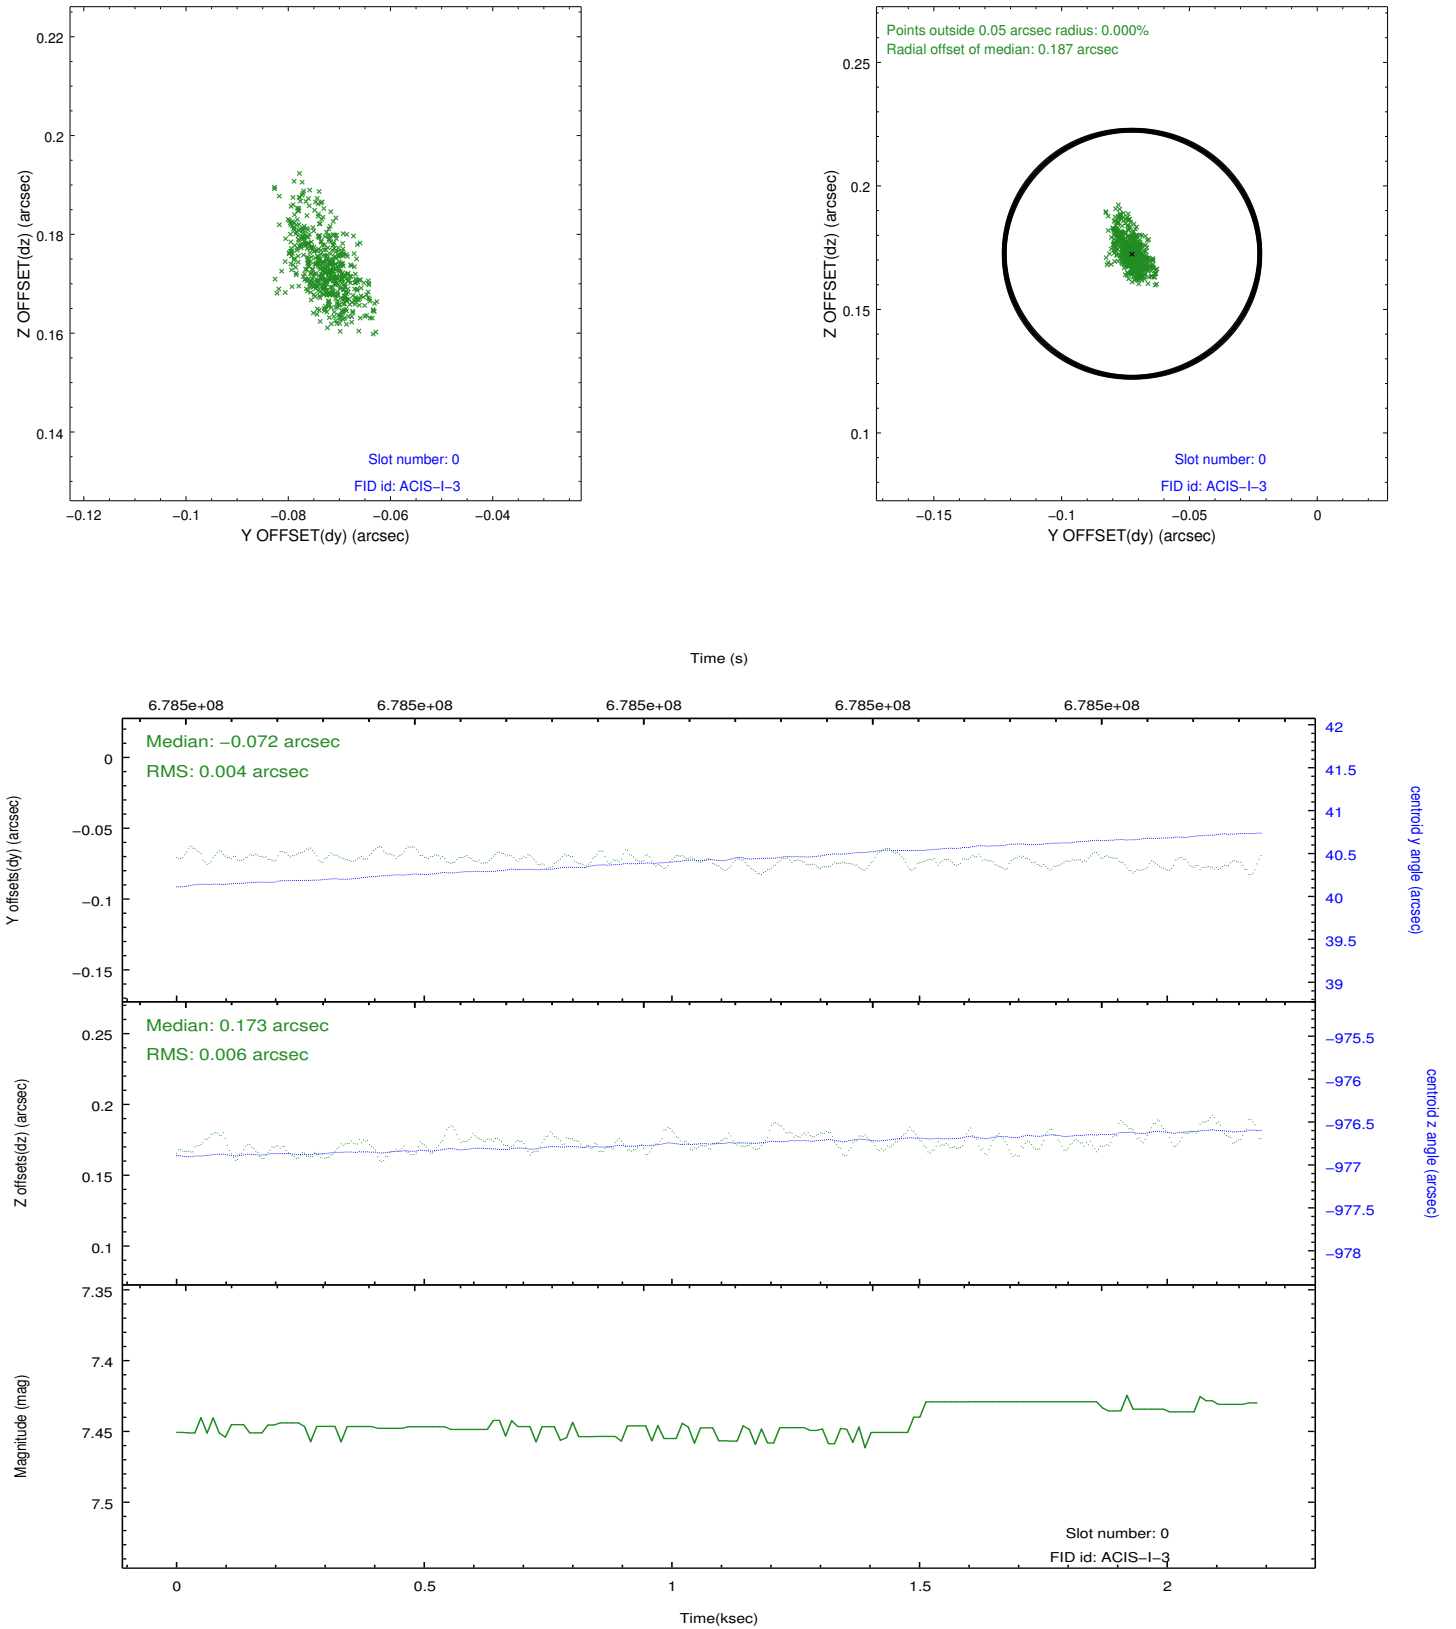 0.22
0.2
0.18
0.16
0.14
Z OFFSET(dz) (arcsec)
Slot number: 0
FID id: ACIS−I−3
−0.12
−0.1
−0.08
−0.06
−0.04
Y OFFSET(dy) (arcsec)
Points outside 0.05 arcsec radius: 0.000%
Radial offset of median: 0.187 arcsec
0.25
0.2
0.15
0.1
Z OFFSET(dz) (arcsec)
Slot number: 0
FID id: ACIS−I−3
−0.15
−0.1
−0.05
0
Y OFFSET(dy) (arcsec)
Time (s)
6.785e+08
6.785e+08
6.785e+08
6.785e+08
6.785e+08
Median: −0.072 arcsec
RMS: 0.004 arcsec
0
−0.05
−0.1
−0.15
Y offsets(dy) (arcsec)
42
41.5
41
40.5
40
39.5
39
centroid y angle (arcsec)
Median: 0.173 arcsec
RMS: 0.006 arcsec
0.25
0.2
0.15
0.1
Z offsets(dz) (arcsec)
−975.5
−976
−976.5
−977
−977.5
−978
centroid z angle (arcsec)
7.35
7.4
7.45
7.5
Magnitude (mag)
Slot number: 0
FID id: ACIS−I−3
0
0.5
1
1.5
2
Time(ksec)